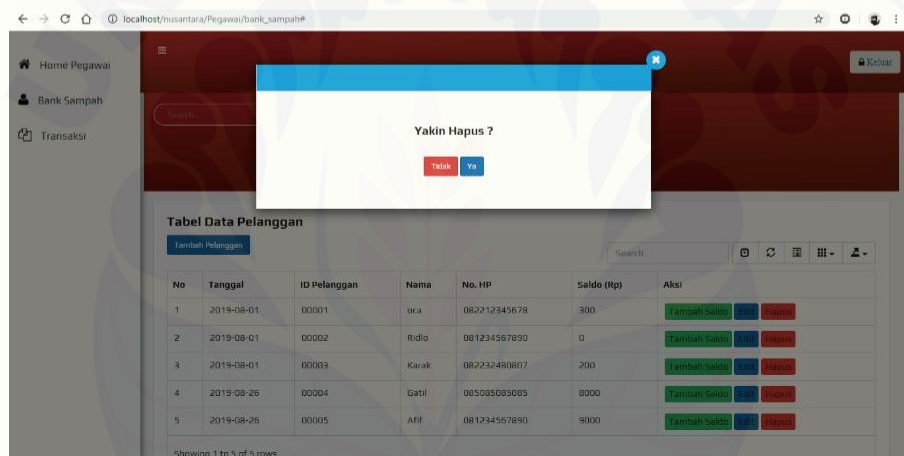 localhost/nusantara/Pegawai/bank_sampah#
Home Pegawai
Bank Sampah
Transaksi
Keluar
Search...
Yakin Hapus ?
Tidak Ya
Tabel Data Pelanggan
Tambah Pelanggan
Search
No Tanggal ID Pelanggan Nama No. HP Saldo (Rp) Aksi
1 2019-08-01 00001 oca 082212345678 300 Tambah Saldo Edit Hapus
2 2019-08-01 00002 Ridlo 081234567890 0 Tambah Saldo Edit Hapus
3 2019-08-01 00003 Karak 082232480807 200 Tambah Saldo Edit Hapus
4 2019-08-26 00004 Gatil 085085085085 8000 Tambah Saldo Edit Hapus
5 2019-08-26 00005 Afif 081234567890 9000 Tambah Saldo Edit Hapus
Showing 1 to 5 of 5 rows